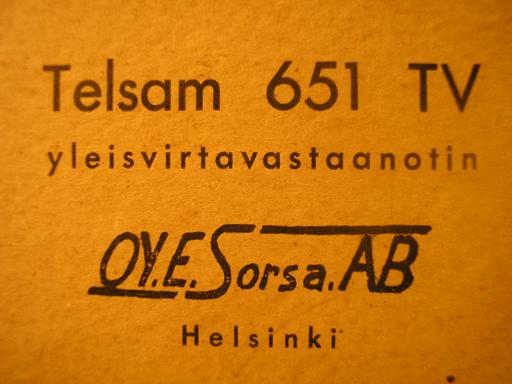 Telsam 651 TV
yleisvirtavastaanotin
OY.E.Sorsa.AB
Helsinki